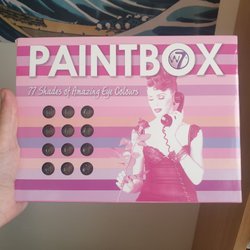 PAINTBOX
W7
77 Shades of Amazing Eye Colours